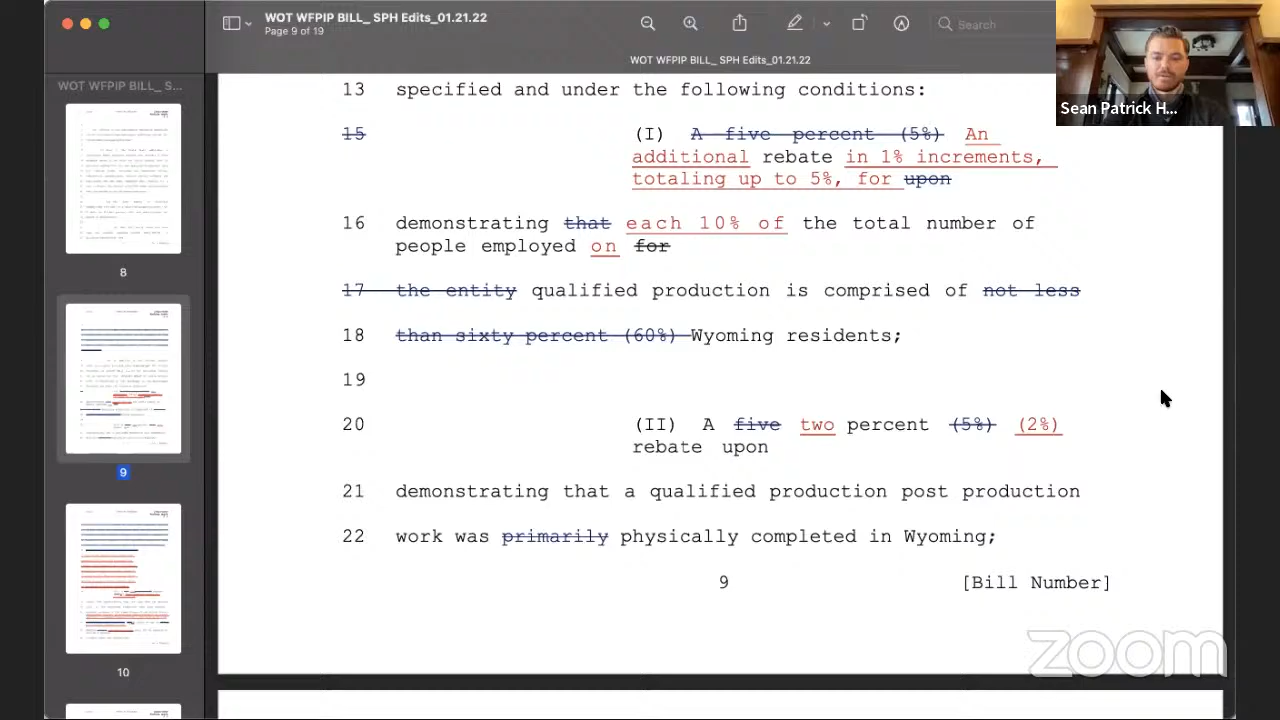 WOT WFPIP BILL_ SPH Edits_01.21.22
Page 9 of 19
Search
WOT WFPIP BILL_ SPH Edits_01.21.22
Sean Patrick H...
WOT WFPIP BILL_ S...
8
9
10
13 specified and under the following conditions:
15 (I) A five percent (5%) An
additional rebate in 1% increments,
totaling up to 5%, for upon
16 demonstrating that each 10% or the total number of
people employed on for
17 the entity qualified production is comprised of not less
18 than sixty percent (60%) Wyoming residents;
19
20 (II) A five two percent (5%) (2%)
rebate upon
21 demonstrating that a qualified production post production
22 work was primarily physically completed in Wyoming;
9 [Bill Number]
zoom